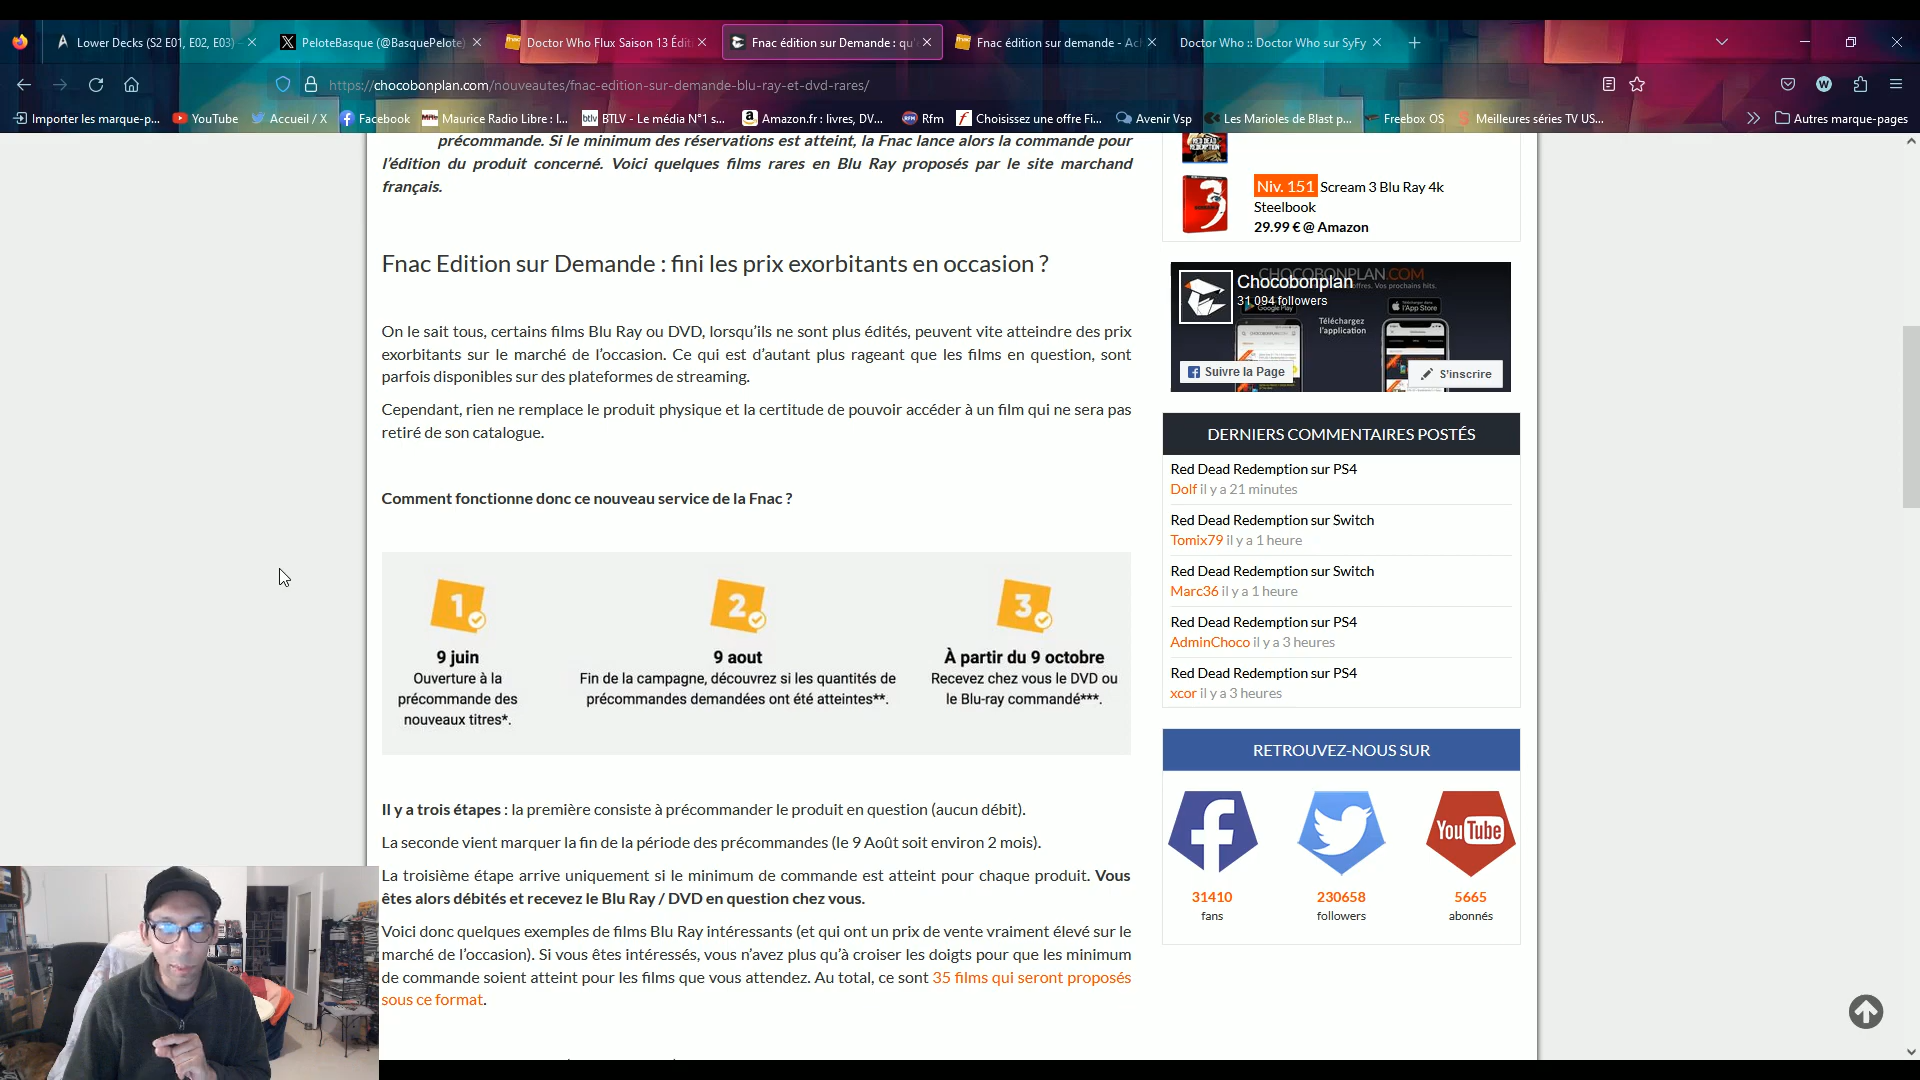 Lower Decks (S2 E01, E02, E03)
PeloteBasque (@BasquePelote)
Doctor Who Flux Saison 13 Édit
Fnac édition sur Demande : qu'
Fnac édition sur demande - Ach
Doctor Who :: Doctor Who sur SyFy
https://chocobonplan.com/nouveautes/fnac-edition-sur-demande-blu-ray-et-dvd-rares/
Importer les marque-p...
YouTube
Accueil / X
Facebook
Maurice Radio Libre : l...
BTLV - Le média N°1 s...
Amazon.fr : livres, DV...
Rfm
Choisissez une offre Fi...
Avenir Vsp
Les Marioles de Blast p...
Freebox OS
Meilleures séries TV US...
Autres marque-pages
précommande. Si le minimum des réservations est atteint, la Fnac lance alors la commande pour
l'édition du produit concerné. Voici quelques films rares en Blu Ray proposés par le site marchand
français.
Fnac Edition sur Demande : fini les prix exorbitants en occasion ?
On le sait tous, certains films Blu Ray ou DVD, lorsqu'ils ne sont plus édités, peuvent vite atteindre des prix
exorbitants sur le marché de l'occasion. Ce qui est d'autant plus rageant que les films en question, sont
parfois disponibles sur des plateformes de streaming.
Cependant, rien ne remplace le produit physique et la certitude de pouvoir accéder à un film qui ne sera pas
retiré de son catalogue.
Comment fonctionne donc ce nouveau service de la Fnac ?
1
9 juin
Ouverture à la
précommande des
nouveaux titres*.
2
9 aout
Fin de la campagne, découvrez si les quantités de
précommandes demandées ont été atteintes**.
3
À partir du 9 octobre
Recevez chez vous le DVD ou
le Blu-ray commandé***.
Il y a trois étapes : la première consiste à précommander le produit en question (aucun débit).
La seconde vient marquer la fin de la période des précommandes (le 9 Août soit environ 2 mois).
La troisième étape arrive uniquement si le minimum de commande est atteint pour chaque produit. Vous
êtes alors débités et recevez le Blu Ray / DVD en question chez vous.
Voici donc quelques exemples de films Blu Ray intéressants (et qui ont un prix de vente vraiment élevé sur le
marché de l'occasion). Si vous êtes intéressés, vous n'avez plus qu'à croiser les doigts pour que les minimum
de commande soient atteint pour les films que vous attendez. Au total, ce sont 35 films qui seront proposés
sous ce format.
Niv. 151 Scream 3 Blu Ray 4k
Steelbook
29.99 € @ Amazon
CHOCOBONPLAN.COM
Chocobonplan
31 094 followers
Téléchargez
l'application
Suivre la Page
S'inscrire
DERNIERS COMMENTAIRES POSTÉS
Red Dead Redemption sur PS4
Dolf il y a 21 minutes
Red Dead Redemption sur Switch
Tomix79 il y a 1 heure
Red Dead Redemption sur Switch
Marc36 il y a 1 heure
Red Dead Redemption sur PS4
AdminChoco il y a 3 heures
Red Dead Redemption sur PS4
xcor il y a 3 heures
RETROUVEZ-NOUS SUR
YouTube
31410
fans
230658
followers
5665
abonnés